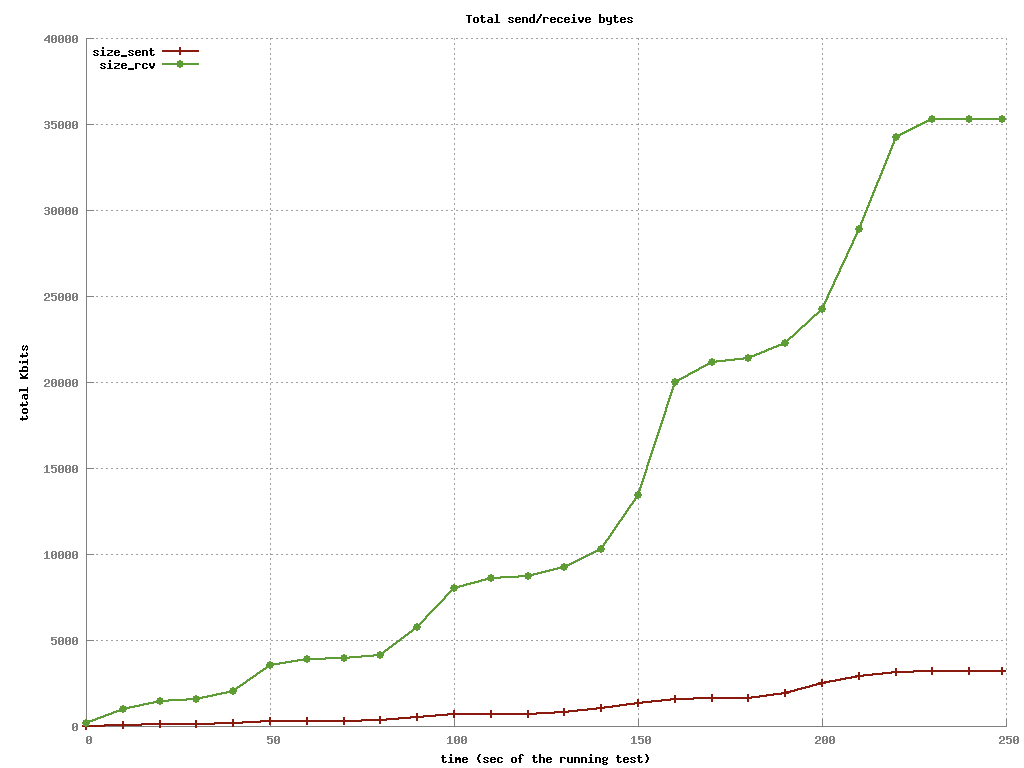 Total send/receive bytes
size_sent
size_rcv
40000
35000
30000
25000
20000
15000
10000
5000
0
total Kbits
0 50 100 150 200 250
time (sec of the running test)